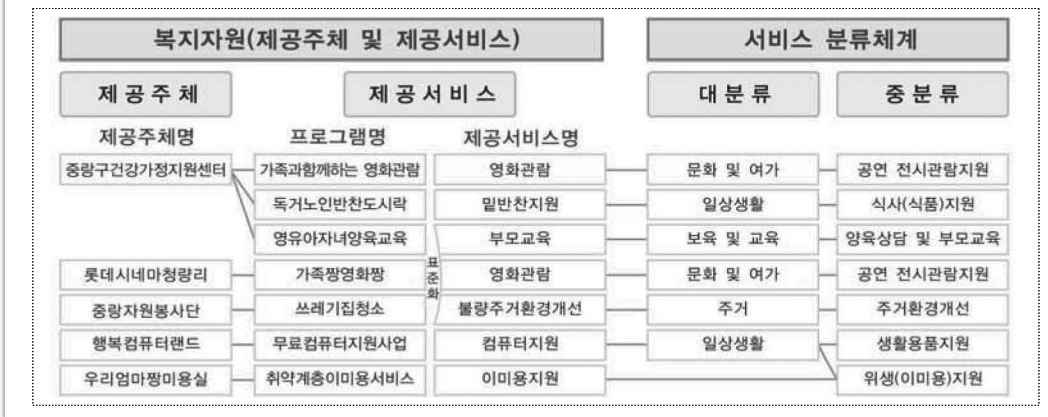 복지자원(제공주체 및 제공서비스) 서비스 분류체계
제공주체 제공서비스 대분류 중분류
제공주체명 프로그램명 제공서비스명
중랑구건강가정지원센터 가족과함께하는 영화관람 영화관람 문화 및 여가 공연 전시관람지원
독거노인반찬도시락 밑반찬지원 일상생활 식사(식품)지원
영유아자녀양육교육 부모교육 보육 및 교육 양육상담 및 부모교육
표준화
롯데시네마청량리 가족짱영화짱 영화관람 문화 및 여가 공연 전시관람지원
중랑자원봉사단 쓰레기집청소 불량주거환경개선 주거 주거환경개선
행복컴퓨터랜드 무료컴퓨터지원사업 컴퓨터지원 일상생활 생활용품지원
우리엄마짱미용실 취약계층이미용서비스 이미용지원 위생(이미용)지원